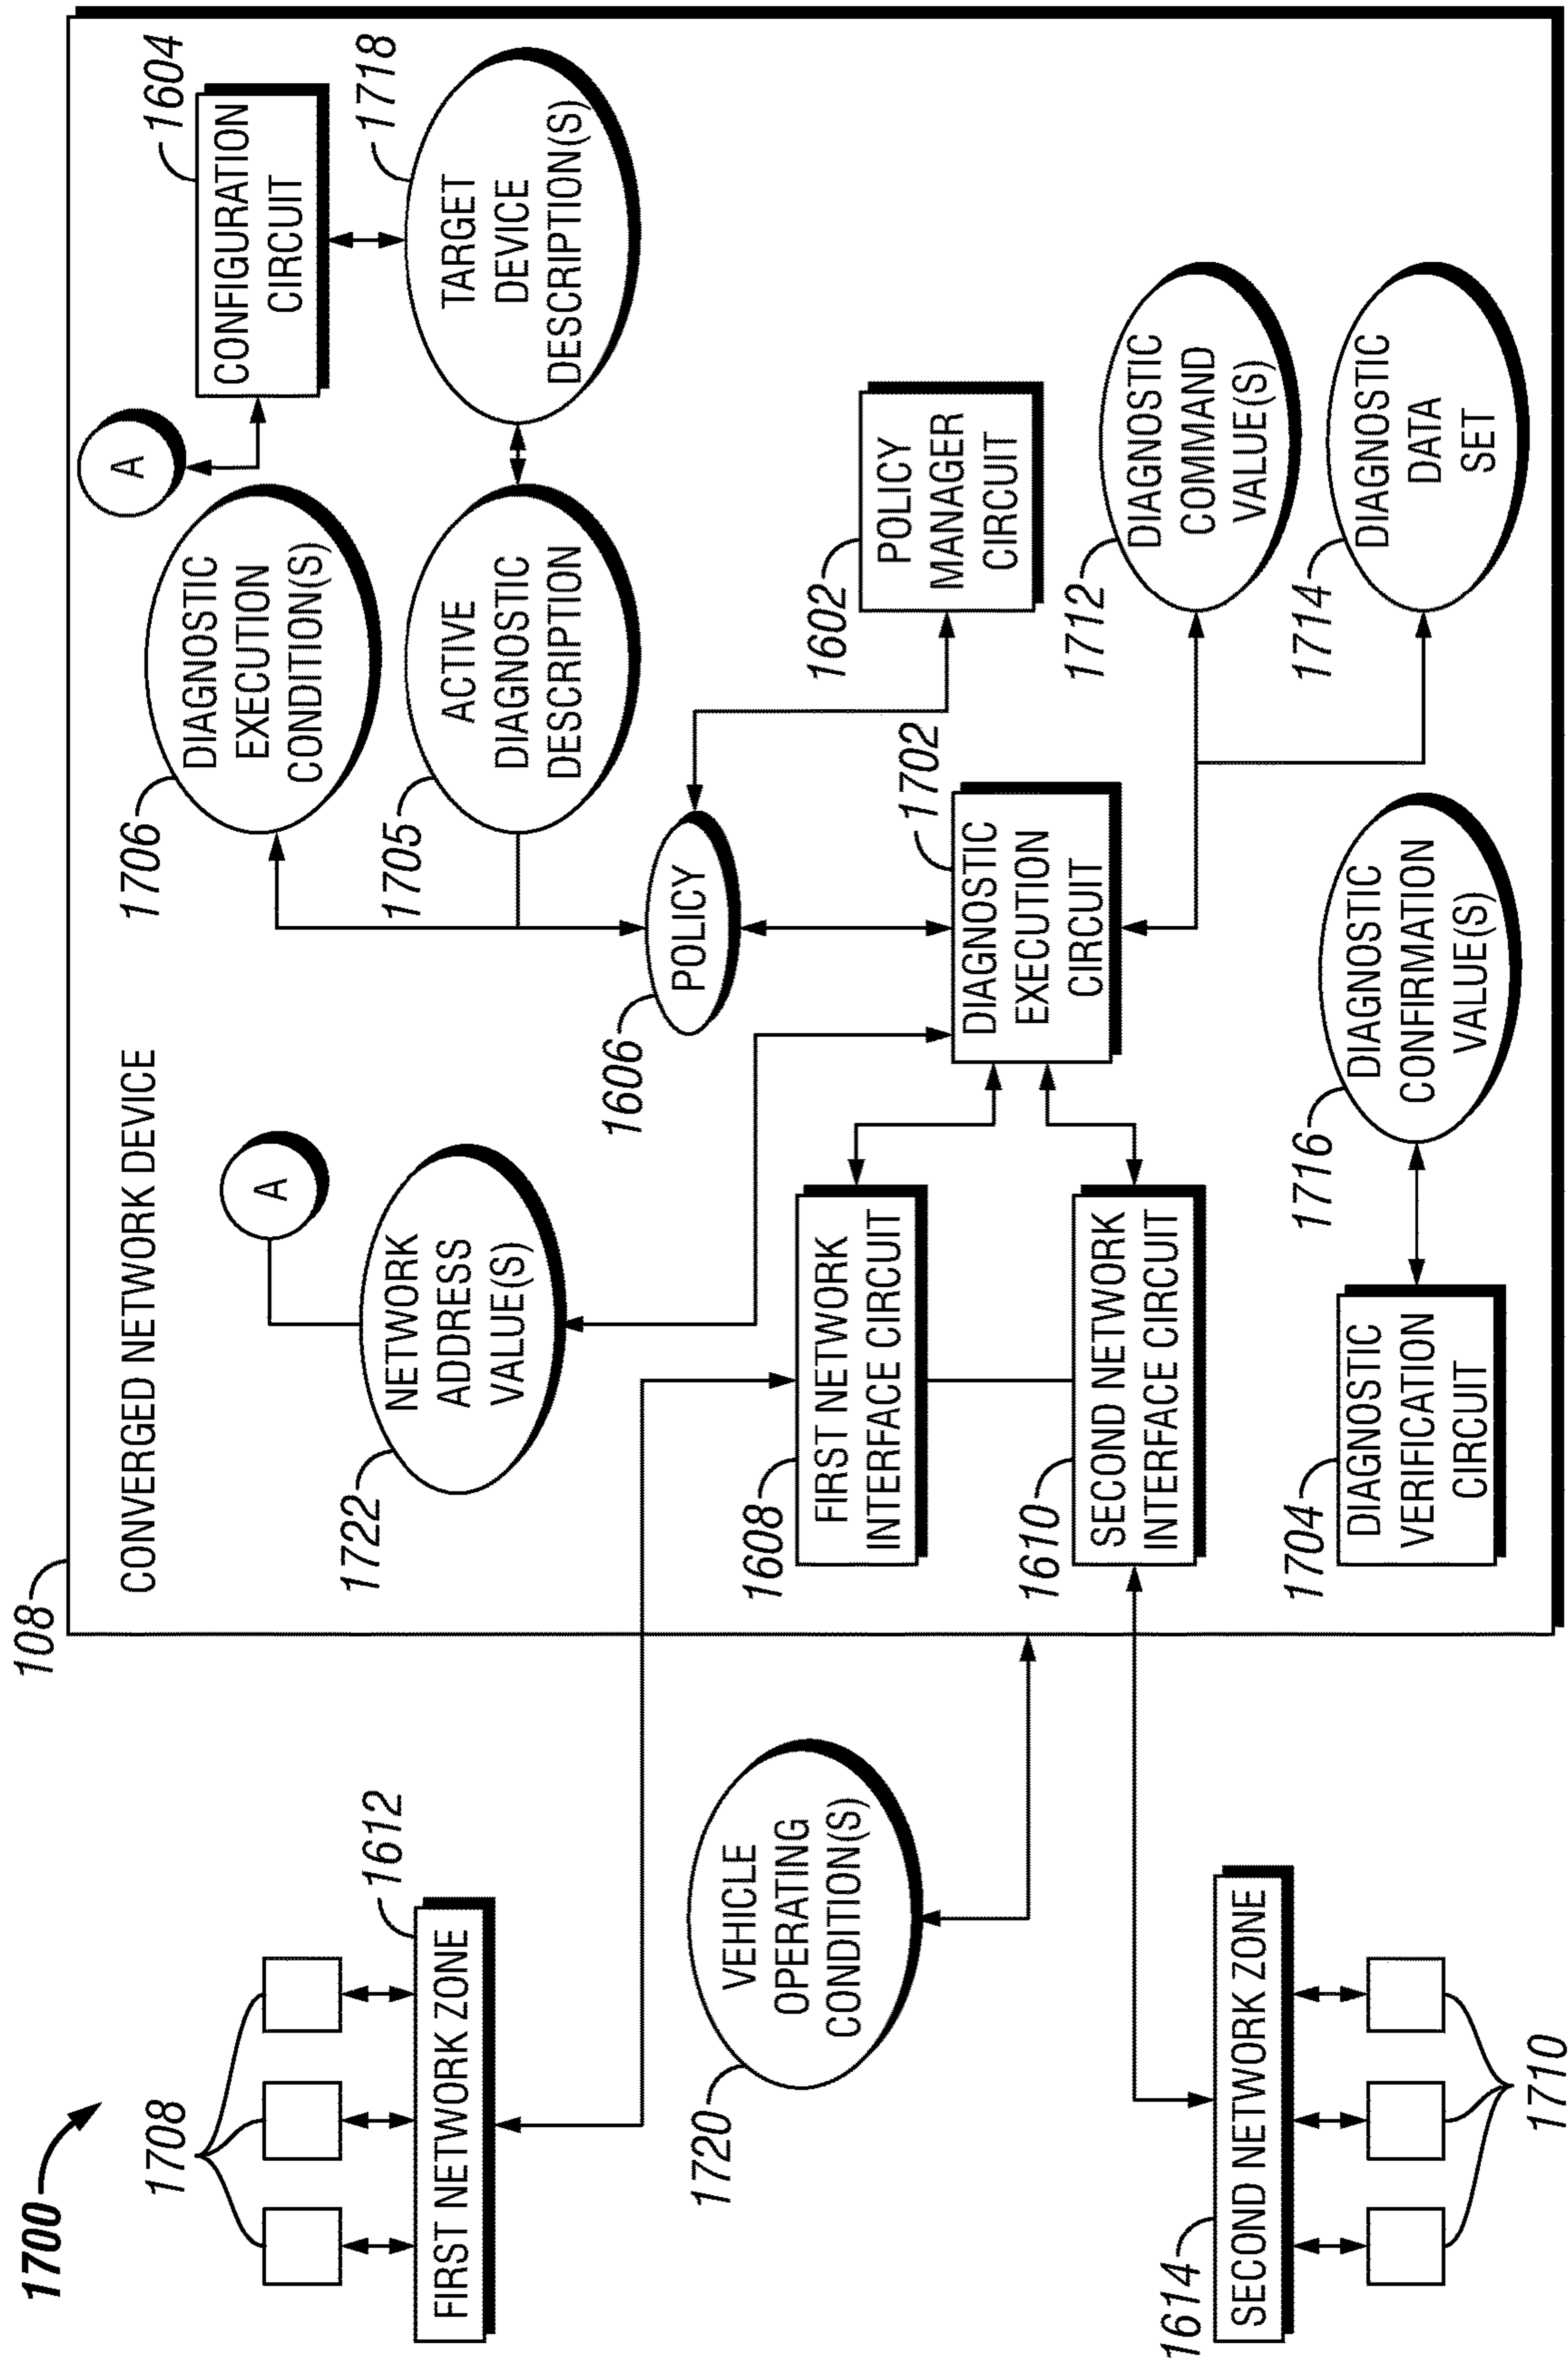 1700
108
CONVERGED NETWORK DEVICE
1708
1612
FIRST NETWORK ZONE
1720
VEHICLE
OPERATING
CONDITION(S)
1614
SECOND NETWORK ZONE
1710
A
1722
NETWORK
ADDRESS
VALUE(S)
1608
FIRST NETWORK
INTERFACE CIRCUIT
1610
SECOND NETWORK
INTERFACE CIRCUIT
1704
DIAGNOSTIC
VERIFICATION
CIRCUIT
1716
DIAGNOSTIC
CONFIRMATION
VALUE(S)
1706
DIAGNOSTIC
EXECUTION
CONDITION(S)
1705
ACTIVE
DIAGNOSTIC
DESCRIPTION
1606
POLICY
1702
DIAGNOSTIC
EXECUTION
CIRCUIT
A
1604
CONFIGURATION
CIRCUIT
1718
TARGET
DEVICE
DESCRIPTION(S)
1602
POLICY
MANAGER
CIRCUIT
1712
DIAGNOSTIC
COMMAND
VALUE(S)
1714
DIAGNOSTIC
DATA
SET